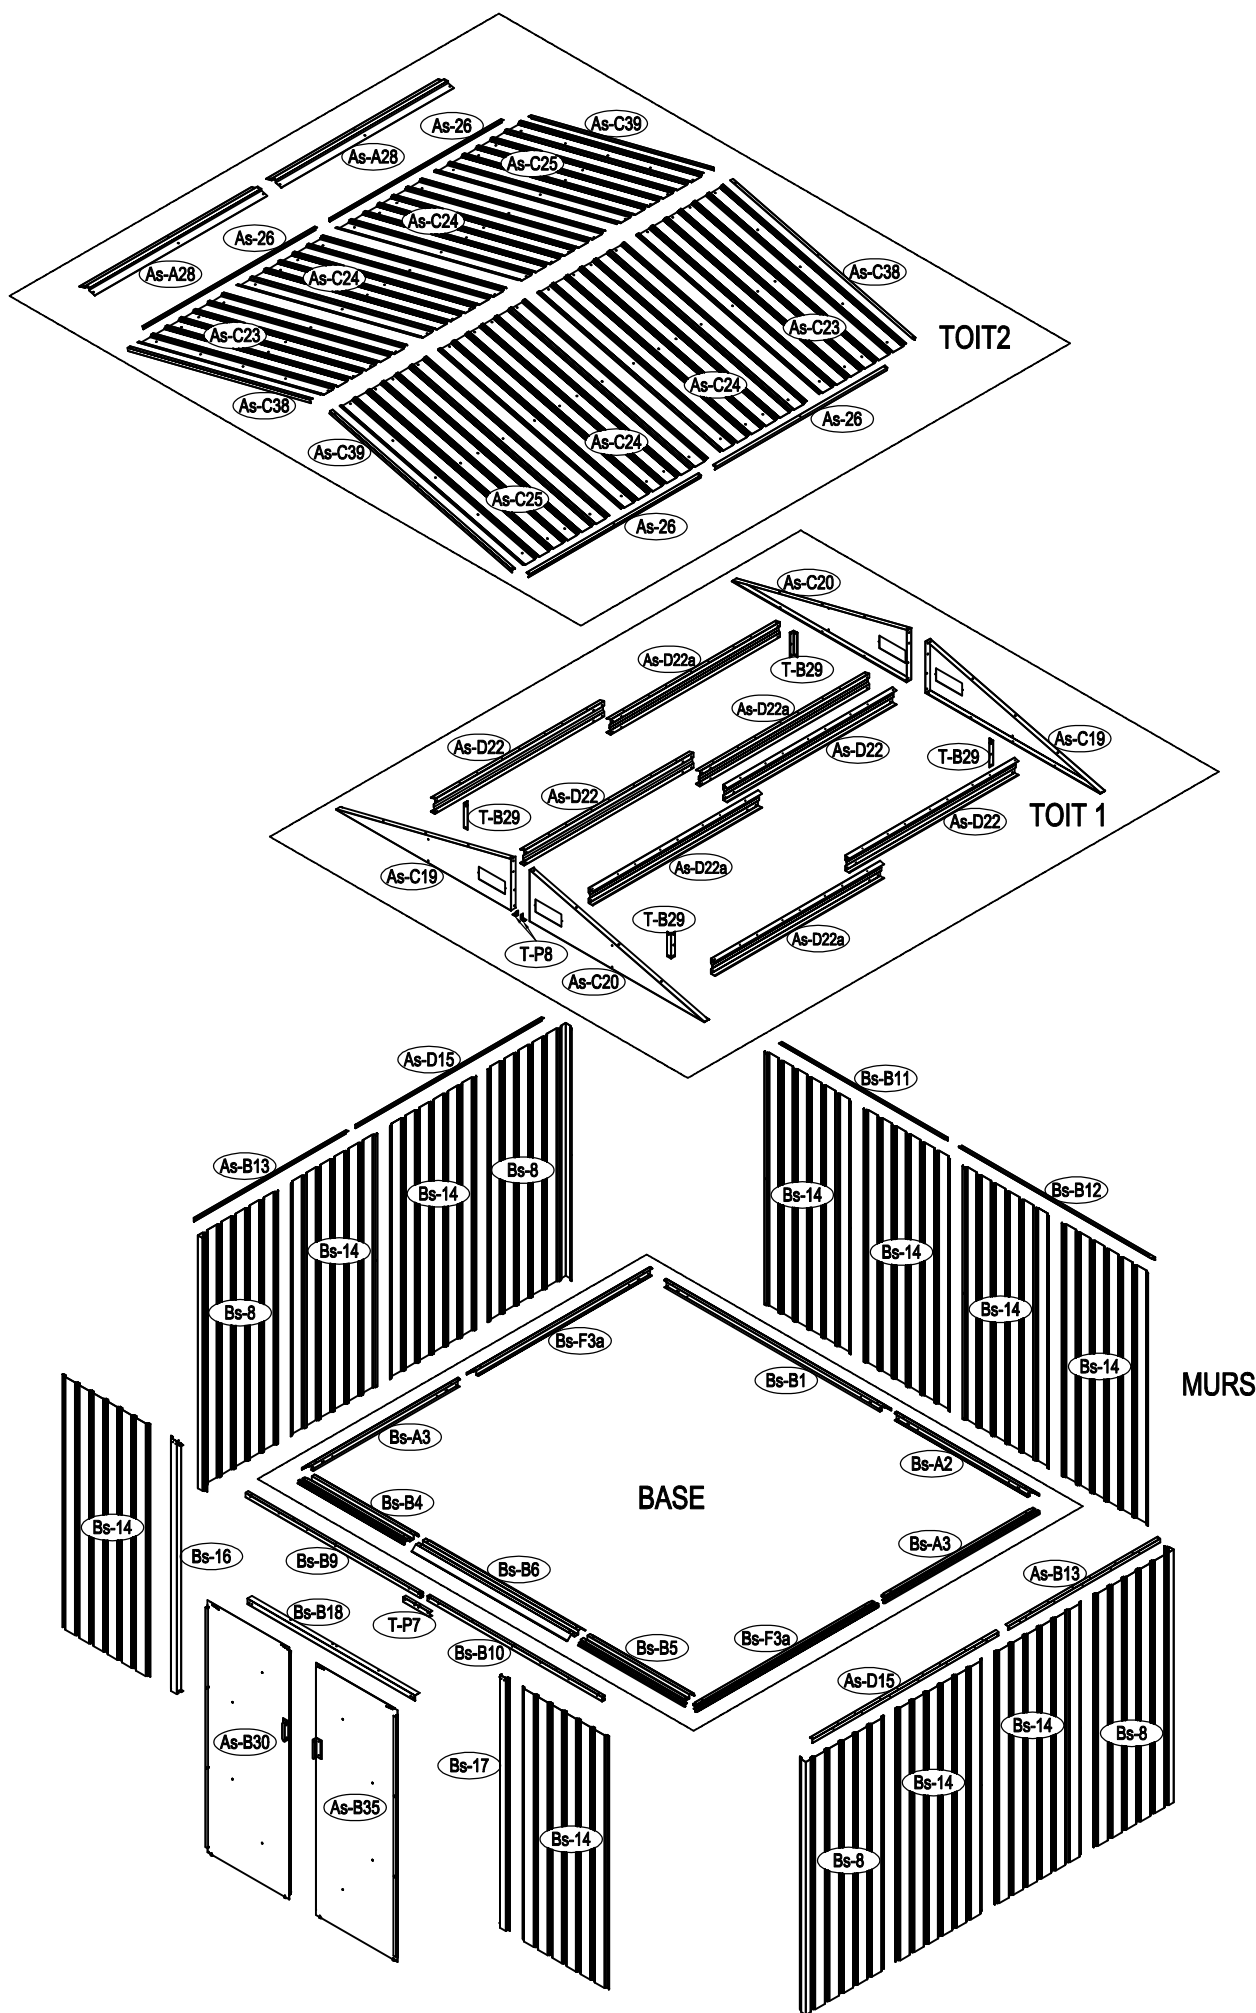 As-26
As-C39
As-A28
As-C25
As-C24
As-26
As-A28
As-C24
As-C38
As-C23
As-C23
TOIT2
As-C24
As-C38
As-26
As-C39
As-C24
As-C25
As-26
As-C20
As-D22a
T-B29
As-D22a
As-D22
As-C19
As-D22
T-B29
As-D22
T-B29
TOIT 1
As-D22
As-C19
As-D22a
T-B29
As-D22a
T-P8
As-C20
As-D15
Bs-B11
As-B13
Bs-8
Bs-14
Bs-14
Bs-B12
Bs-14
Bs-14
Bs-8
Bs-14
Bs-F3a
Bs-14
Bs-B1
MURS
Bs-A3
Bs-A2
BASE
Bs-B4
Bs-14
Bs-16
Bs-B9
Bs-B6
Bs-A3
As-B13
Bs-B18
T-P7
Bs-B10
Bs-B5
Bs-F3a
As-D15
Bs-14
Bs-8
As-B30
Bs-17
Bs-14
As-B35
Bs-14
Bs-8